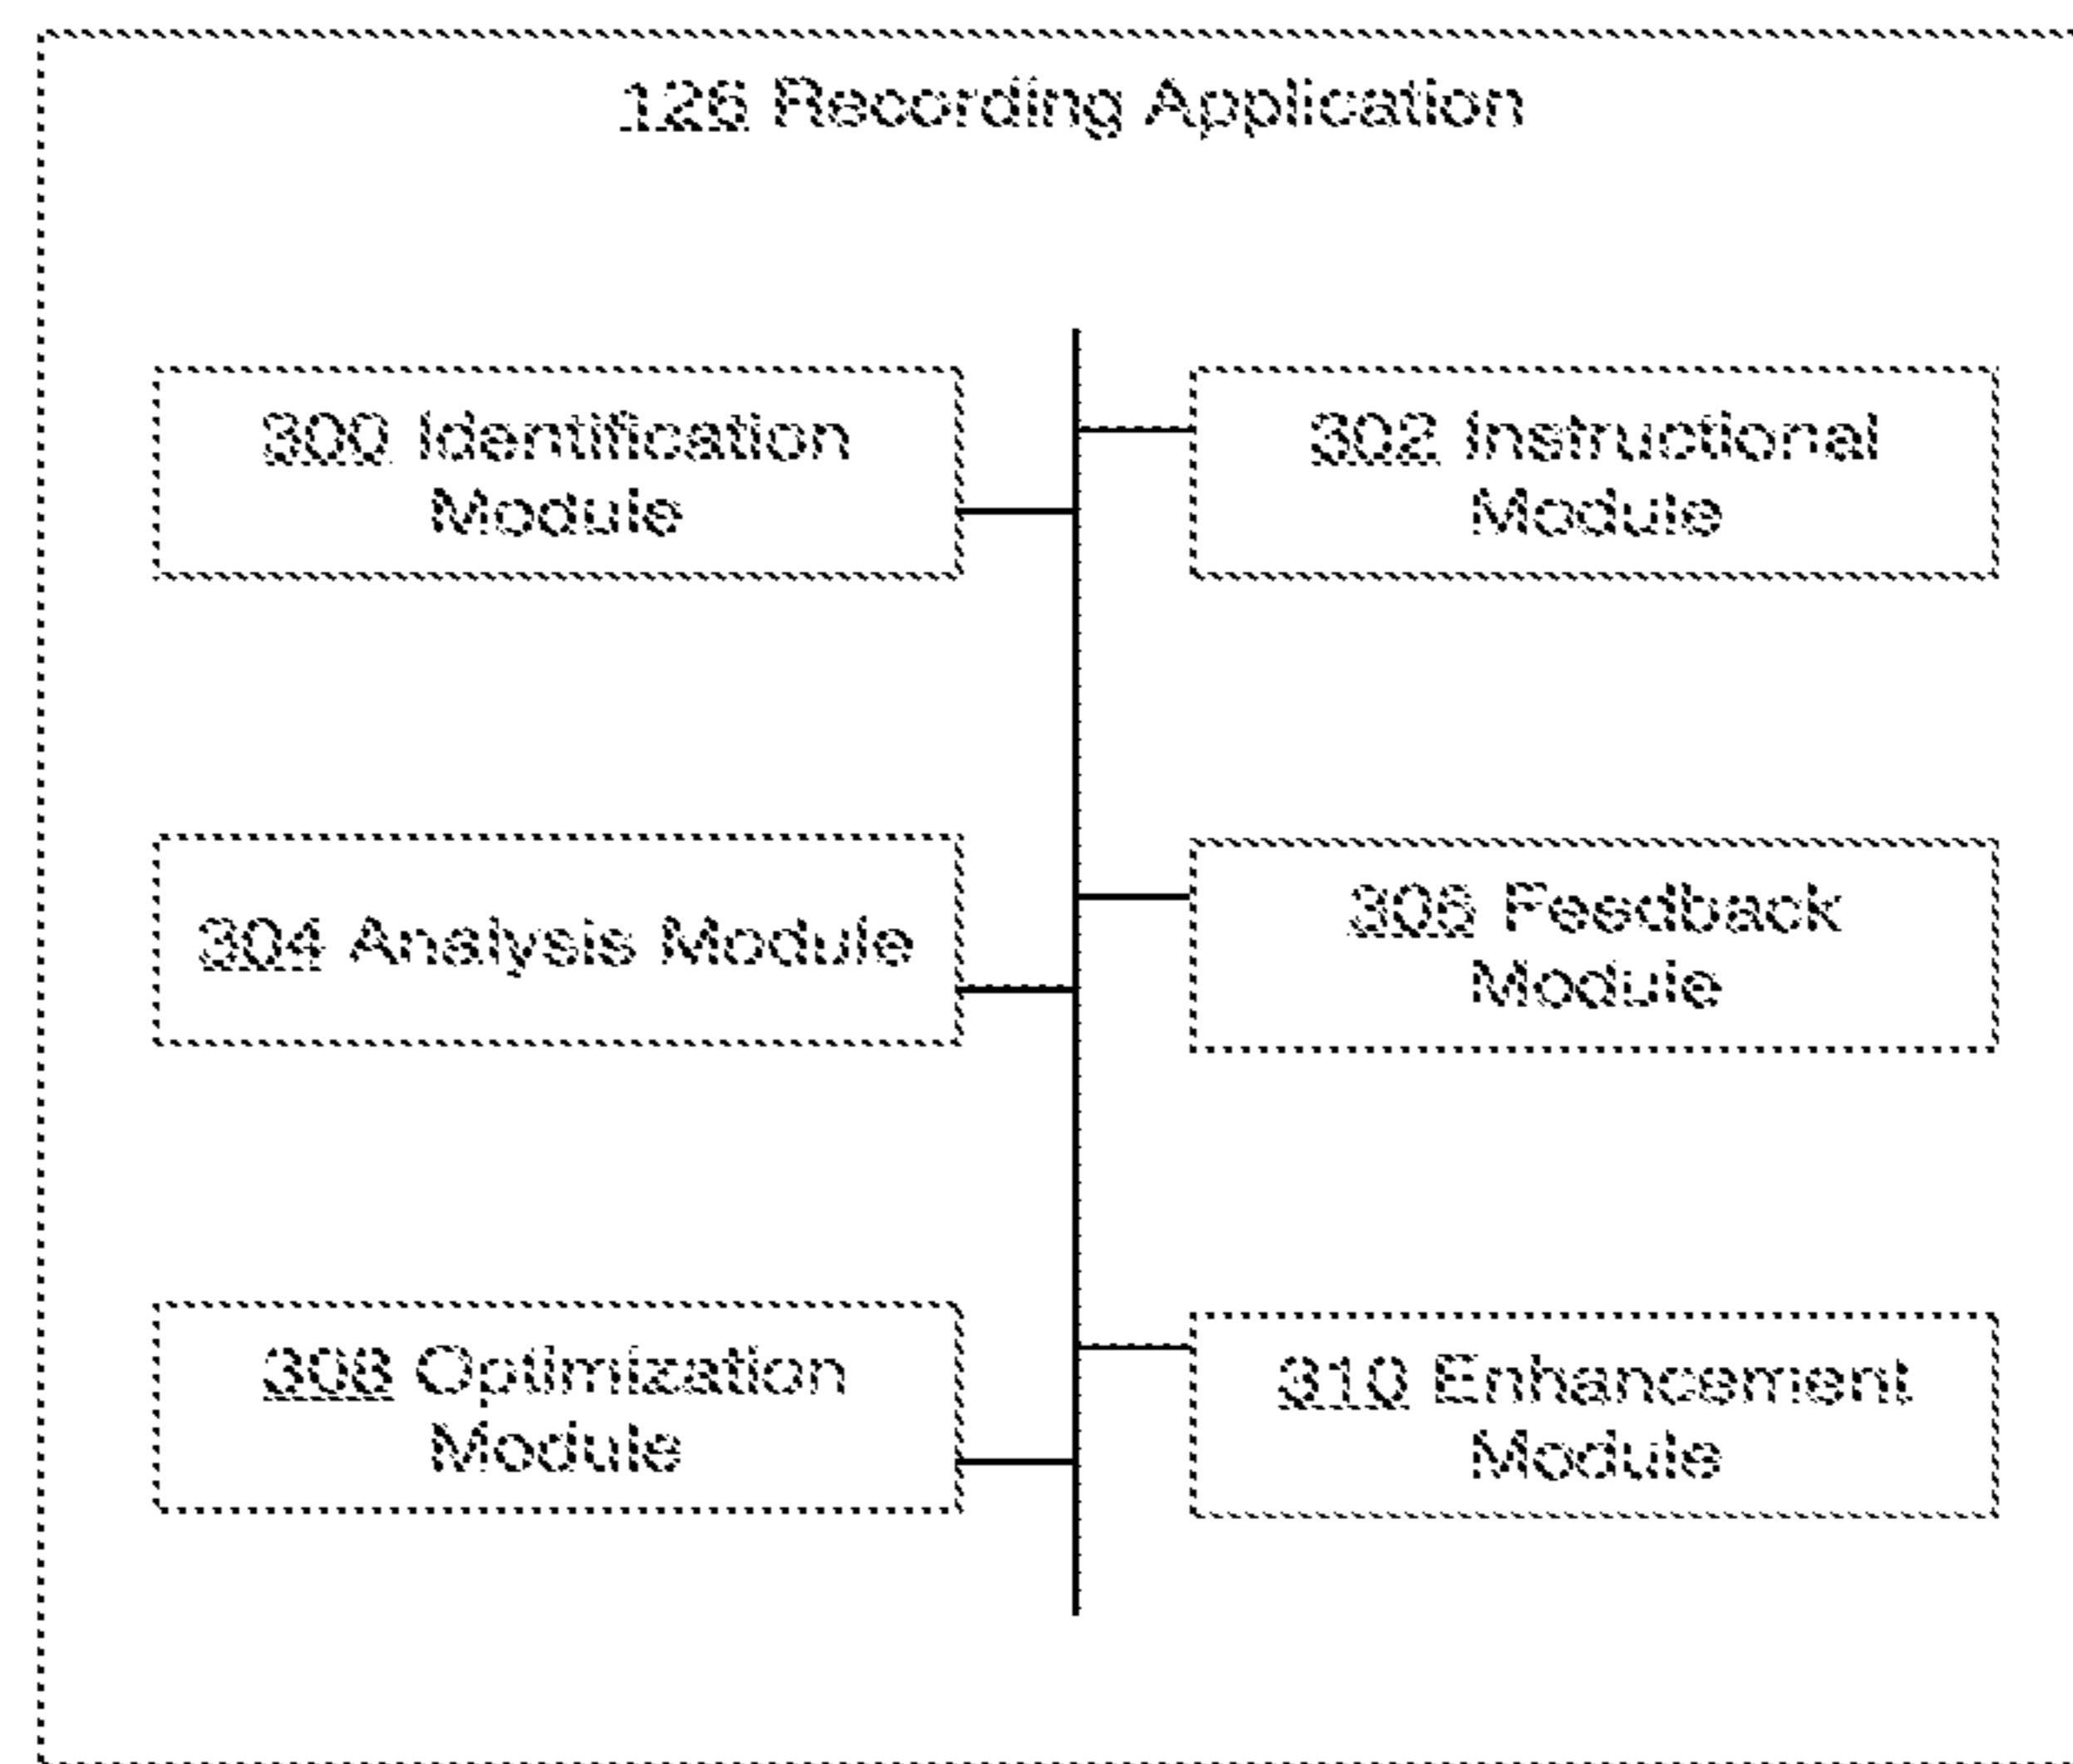 126 Recording Application
300 Identification
Module
302 Instructional
Module
304 Analysis Module
306 Feedback
Module
308 Optimization
Module
310 Enhancement
Module